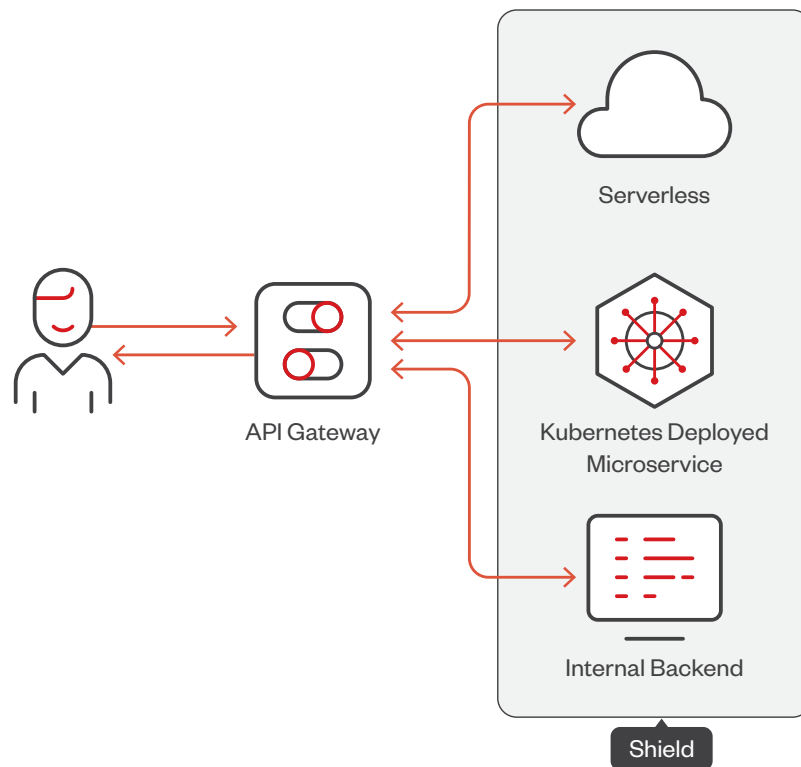 Serverless
API Gateway
Kubernetes Deployed
Microservice
Internal Backend
Shield